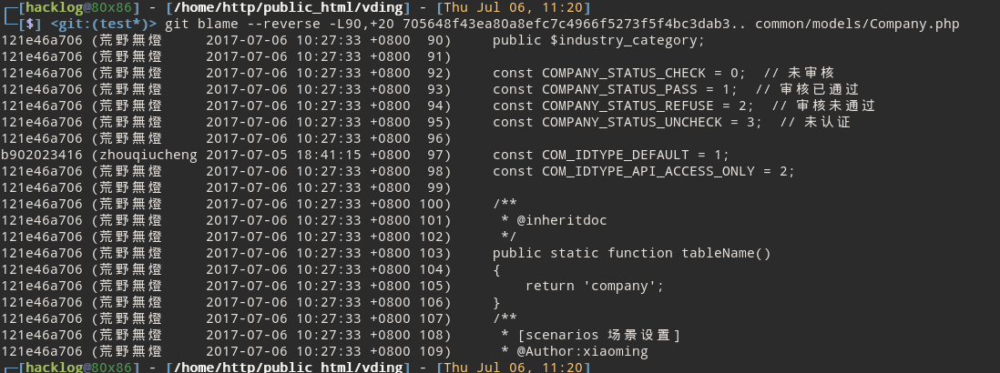 ┌─[hacklog@80x86] - [/home/http/public_html/vding] - [Thu Jul 06, 11:20]
└─[$] <git:(test*)> git blame --reverse -L90,+20 705648f43ea80a8efc7c4966f5273f5f4bc3dab3.. common/models/Company.php
121e46a706 (荒野無燈 2017-07-06 10:27:33 +0800 90) public $industry_category;
121e46a706 (荒野無燈 2017-07-06 10:27:33 +0800 91)
121e46a706 (荒野無燈 2017-07-06 10:27:33 +0800 92) const COMPANY_STATUS_CHECK = 0; // 未审核
121e46a706 (荒野無燈 2017-07-06 10:27:33 +0800 93) const COMPANY_STATUS_PASS = 1; // 审核已通过
121e46a706 (荒野無燈 2017-07-06 10:27:33 +0800 94) const COMPANY_STATUS_REFUSE = 2; // 审核未通过
121e46a706 (荒野無燈 2017-07-06 10:27:33 +0800 95) const COMPANY_STATUS_UNCHECK = 3; // 未认证
121e46a706 (荒野無燈 2017-07-06 10:27:33 +0800 96)
b902023416 (zhouqiucheng 2017-07-05 18:41:15 +0800 97) const COM_IDTYPE_DEFAULT = 1;
121e46a706 (荒野無燈 2017-07-06 10:27:33 +0800 98) const COM_IDTYPE_API_ACCESS_ONLY = 2;
121e46a706 (荒野無燈 2017-07-06 10:27:33 +0800 99)
121e46a706 (荒野無燈 2017-07-06 10:27:33 +0800 100) /**
121e46a706 (荒野無燈 2017-07-06 10:27:33 +0800 101) * @inheritdoc
121e46a706 (荒野無燈 2017-07-06 10:27:33 +0800 102) */
121e46a706 (荒野無燈 2017-07-06 10:27:33 +0800 103) public static function tableName()
121e46a706 (荒野無燈 2017-07-06 10:27:33 +0800 104) {
121e46a706 (荒野無燈 2017-07-06 10:27:33 +0800 105) return 'company';
121e46a706 (荒野無燈 2017-07-06 10:27:33 +0800 106) }
121e46a706 (荒野無燈 2017-07-06 10:27:33 +0800 107) /**
121e46a706 (荒野無燈 2017-07-06 10:27:33 +0800 108) * [scenarios 场景设置]
121e46a706 (荒野無燈 2017-07-06 10:27:33 +0800 109) * @Author:xiaoming
┌─[hacklog@80x86] - [/home/http/public_html/vding] - [Thu Jul 06, 11:20]